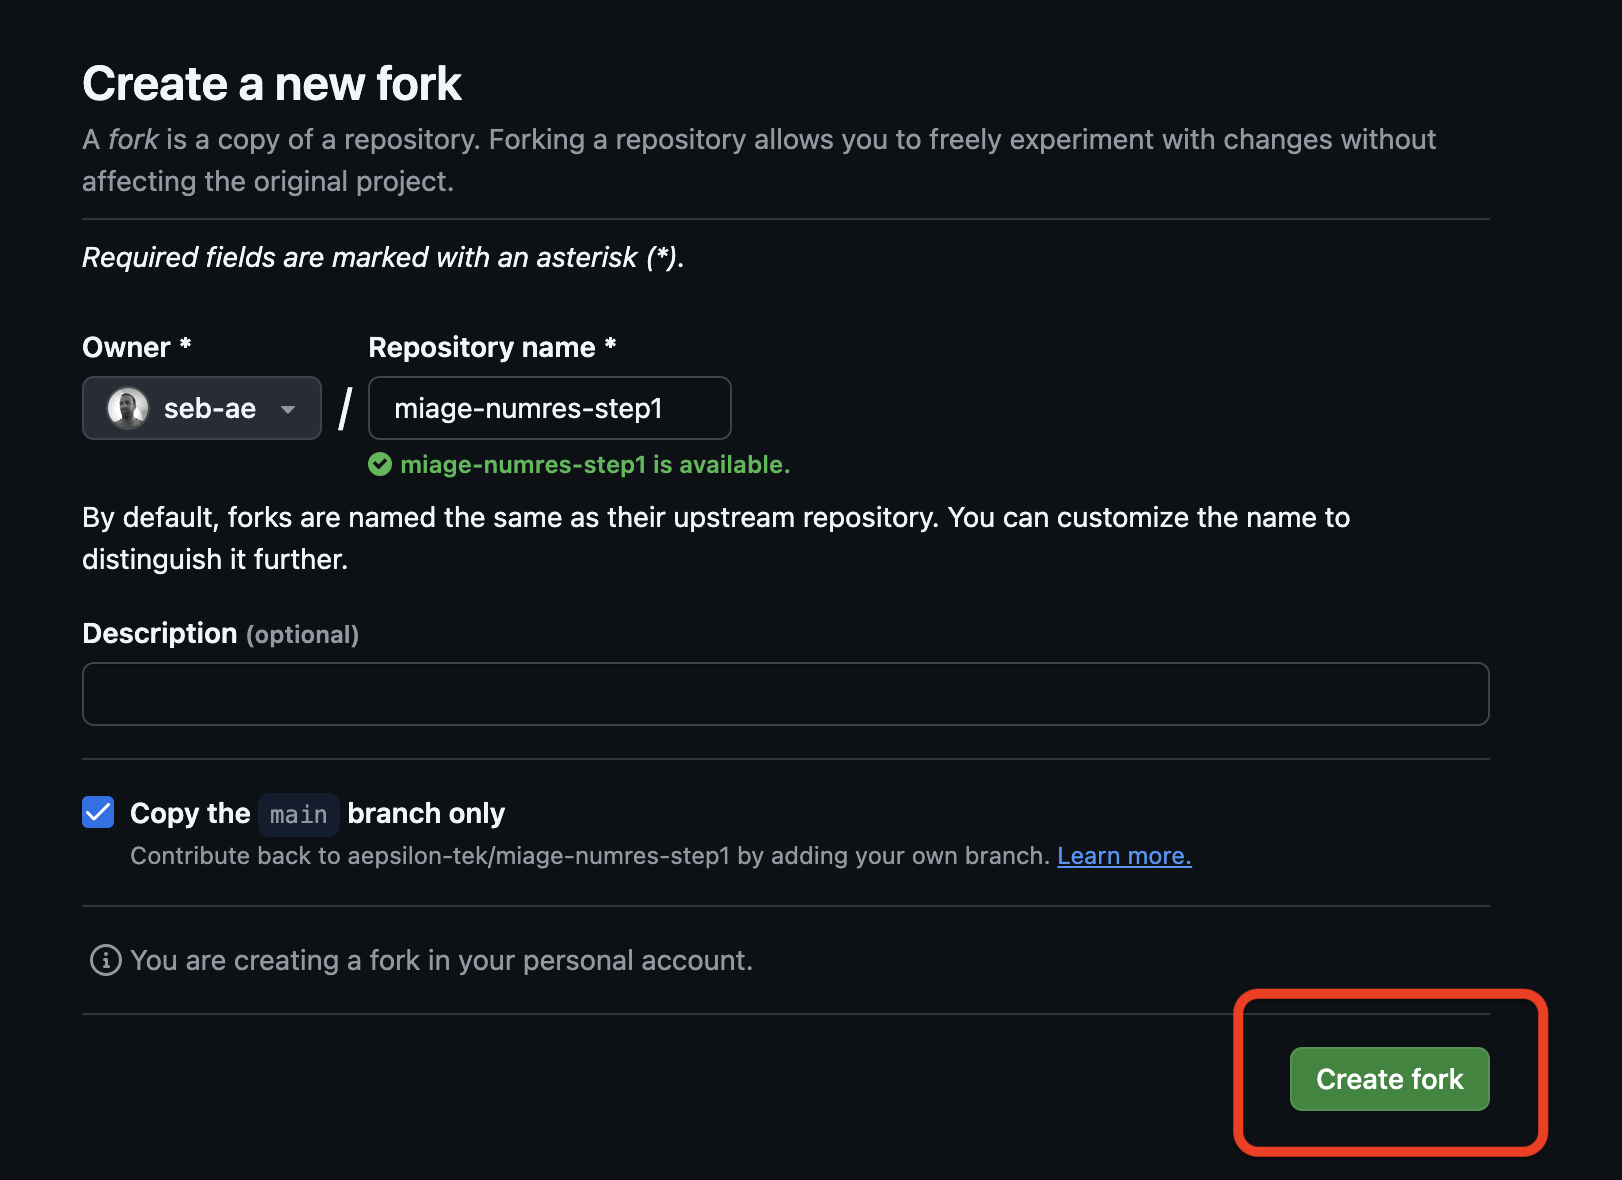 Create a new fork
A fork is a copy of a repository. Forking a repository allows you to freely experiment with changes without
affecting the original project.
Required fields are marked with an asterisk (*).
Owner * Repository name *
seb-ae / miage-numres-step1
miage-numres-step1 is available.
By default, forks are named the same as their upstream repository. You can customize the name to
distinguish it further.
Description (optional)
Copy the main branch only
Contribute back to aepsilon-tek/miage-numres-step1 by adding your own branch. Learn more.
You are creating a fork in your personal account.
Create fork